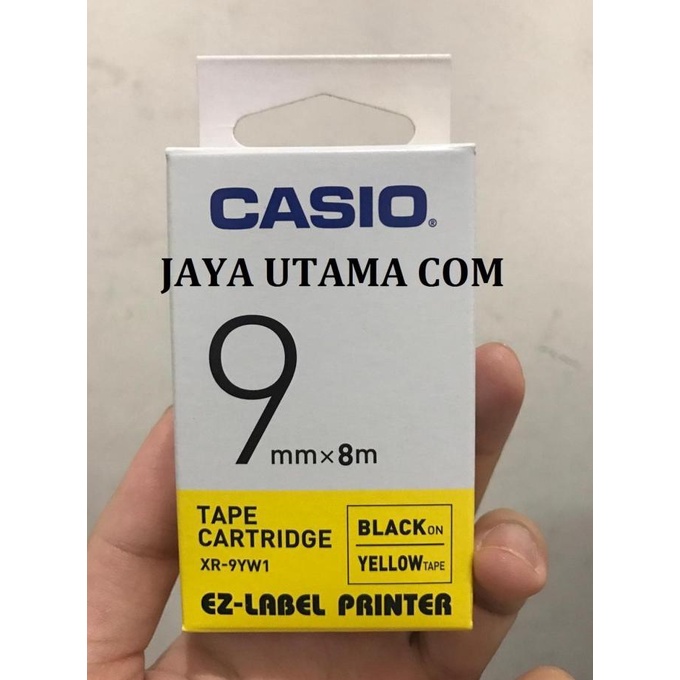 CASIO®
JAYA UTAMA COM
9
mm×8m
TAPE
CARTRIDGE
XR-9YW1
BLACK ON
YELLOW TAPE
EZ-LABEL PRINTER